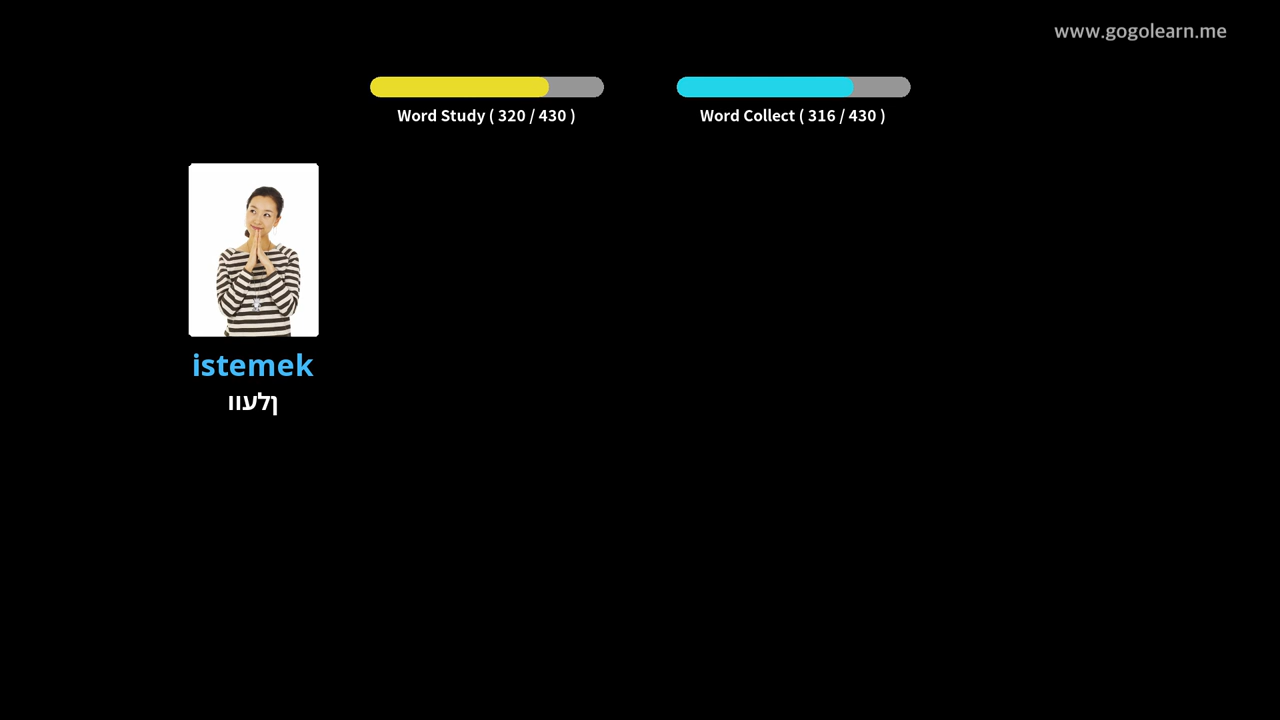 www.gogolearn.me
Word Study ( 320 / 430 )
Word Collect ( 316 / 430 )
istemek
ןלעוו